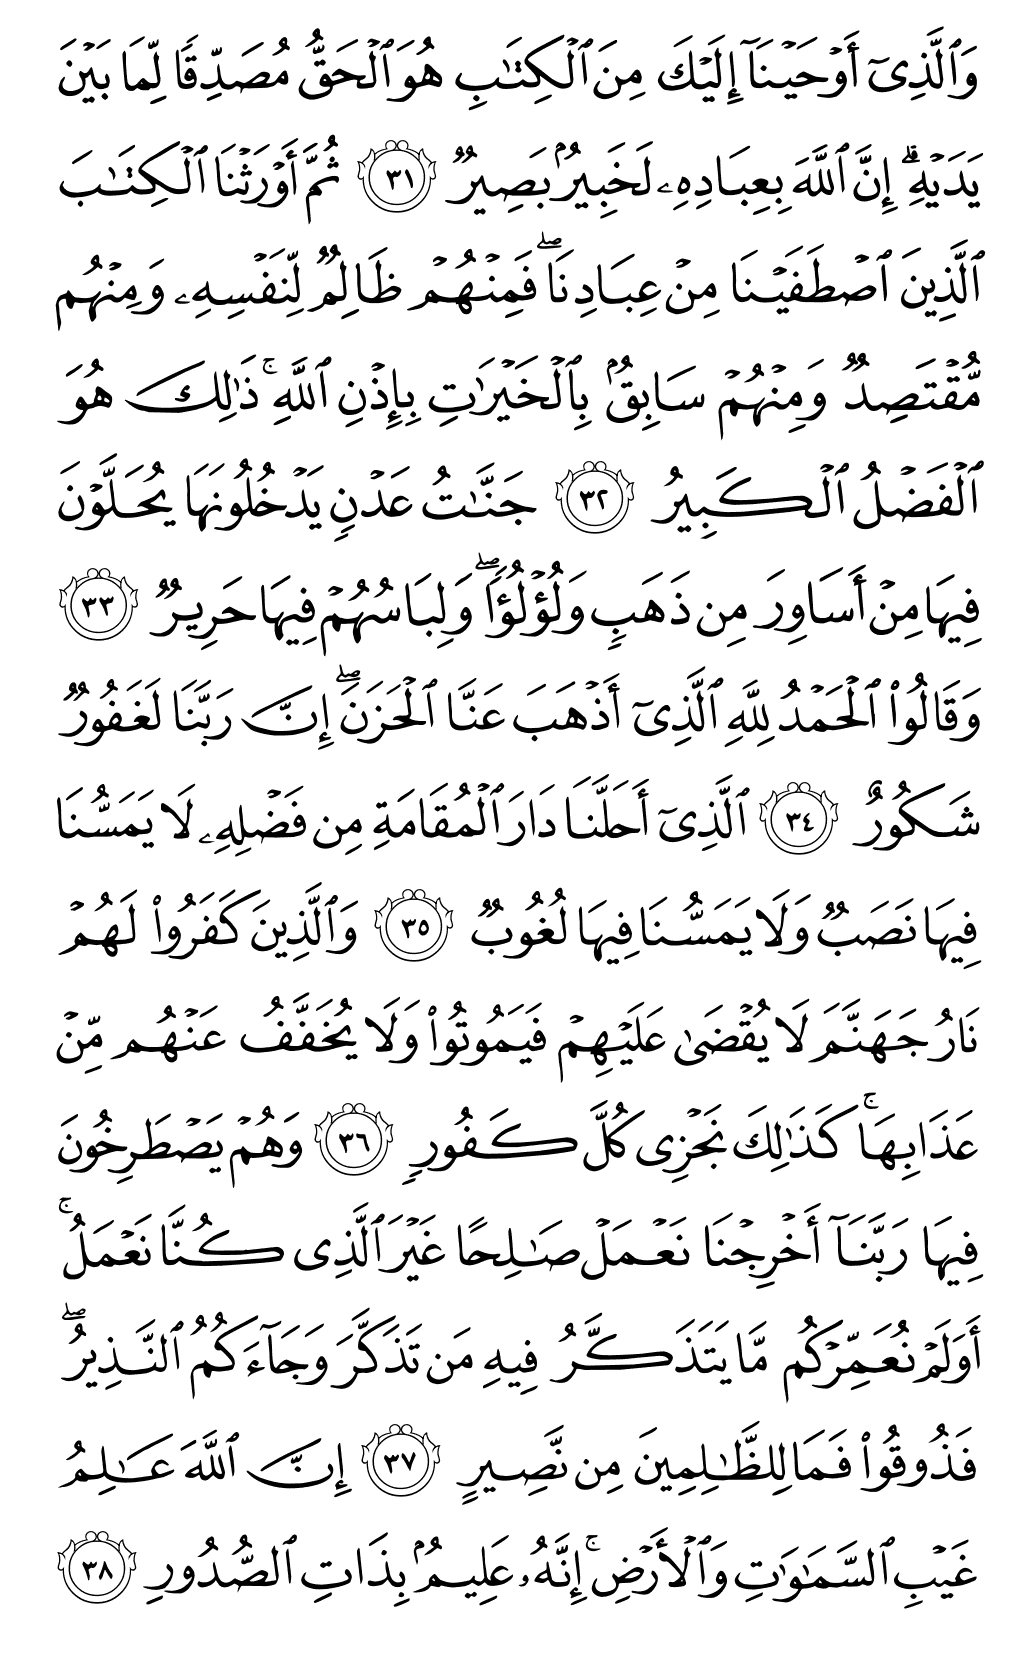 وَٱلَّذِىٓ أَوۡحَيۡنَآ إِلَيۡكَ مِنَ ٱلۡكِتَٰبِ هُوَ ٱلۡحَقُّ مُصَدِّقٗا لِّمَا بَيۡنَ
يَدَيۡهِۗ إِنَّ ٱللَّهَ بِعِبَادِهِۦ لَخَبِيرُۢ بَصِيرٞ ٣١ ثُمَّ أَوۡرَثۡنَا ٱلۡكِتَٰبَ
ٱلَّذِينَ ٱصۡطَفَيۡنَا مِنۡ عِبَادِنَاۖ فَمِنۡهُمۡ ظَالِمٞ لِّنَفۡسِهِۦ وَمِنۡهُم
مُّقۡتَصِدٞ وَمِنۡهُمۡ سَابِقُۢ بِٱلۡخَيۡرَٰتِ بِإِذۡنِ ٱللَّهِۚ ذَٰلِكَ هُوَ
ٱلۡفَضۡلُ ٱلۡكَبِيرُ ٣٢ جَنَّٰتُ عَدۡنٖ يَدۡخُلُونَهَا يُحَلَّوۡنَ
فِيهَا مِنۡ أَسَاوِرَ مِن ذَهَبٖ وَلُؤۡلُؤٗاۖ وَلِبَاسُهُمۡ فِيهَا حَرِيرٞ ٣٣
وَقَالُواْ ٱلۡحَمۡدُ لِلَّهِ ٱلَّذِىٓ أَذۡهَبَ عَنَّا ٱلۡحَزَنَۖ إِنَّ رَبَّنَا لَغَفُورٞ
شَكُورٌ ٣٤ ٱلَّذِىٓ أَحَلَّنَا دَارَ ٱلۡمُقَامَةِ مِن فَضۡلِهِۦ لَا يَمَسُّنَا
فِيهَا نَصَبٞ وَلَا يَمَسُّنَا فِيهَا لُغُوبٞ ٣٥ وَٱلَّذِينَ كَفَرُواْ لَهُمۡ
نَارُ جَهَنَّمَ لَا يُقۡضَىٰ عَلَيۡهِمۡ فَيَمُوتُواْ وَلَا يُخَفَّفُ عَنۡهُم مِّنۡ
عَذَابِهَاۚ كَذَٰلِكَ نَجۡزِى كُلَّ كَفُورٖ ٣٦ وَهُمۡ يَصۡطَرِخُونَ
فِيهَا رَبَّنَآ أَخۡرِجۡنَا نَعۡمَلۡ صَٰلِحًا غَيۡرَ ٱلَّذِى كُنَّا نَعۡمَلُۚ
أَوَلَمۡ نُعَمِّرۡكُم مَّا يَتَذَكَّرُ فِيهِ مَن تَذَكَّرَ وَجَآءَكُمُ ٱلنَّذِيرُۖ
فَذُوقُواْ فَمَا لِلظَّٰلِمِينَ مِن نَّصِيرٍ ٣٧ إِنَّ ٱللَّهَ عَٰلِمُ
غَيۡبِ ٱلسَّمَٰوَٰتِ وَٱلۡأَرۡضِۚ إِنَّهُۥ عَلِيمُۢ بِذَاتِ ٱلصُّدُورِ ٣٨